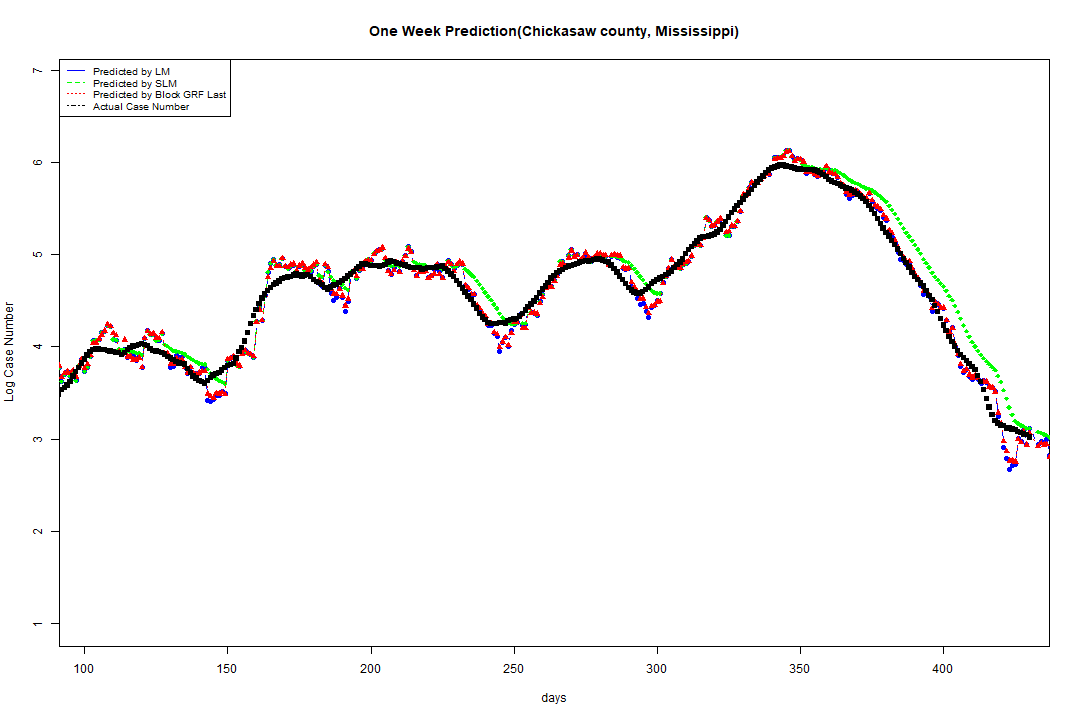 One Week Prediction(Chickasaw county, Mississippi)
Predicted by LM
Predicted by SLM
Predicted by Block GRF Last
Actual Case Number
7
6
5
4
3
2
1
Log Case Number
100 150 200 250 300 350 400
days